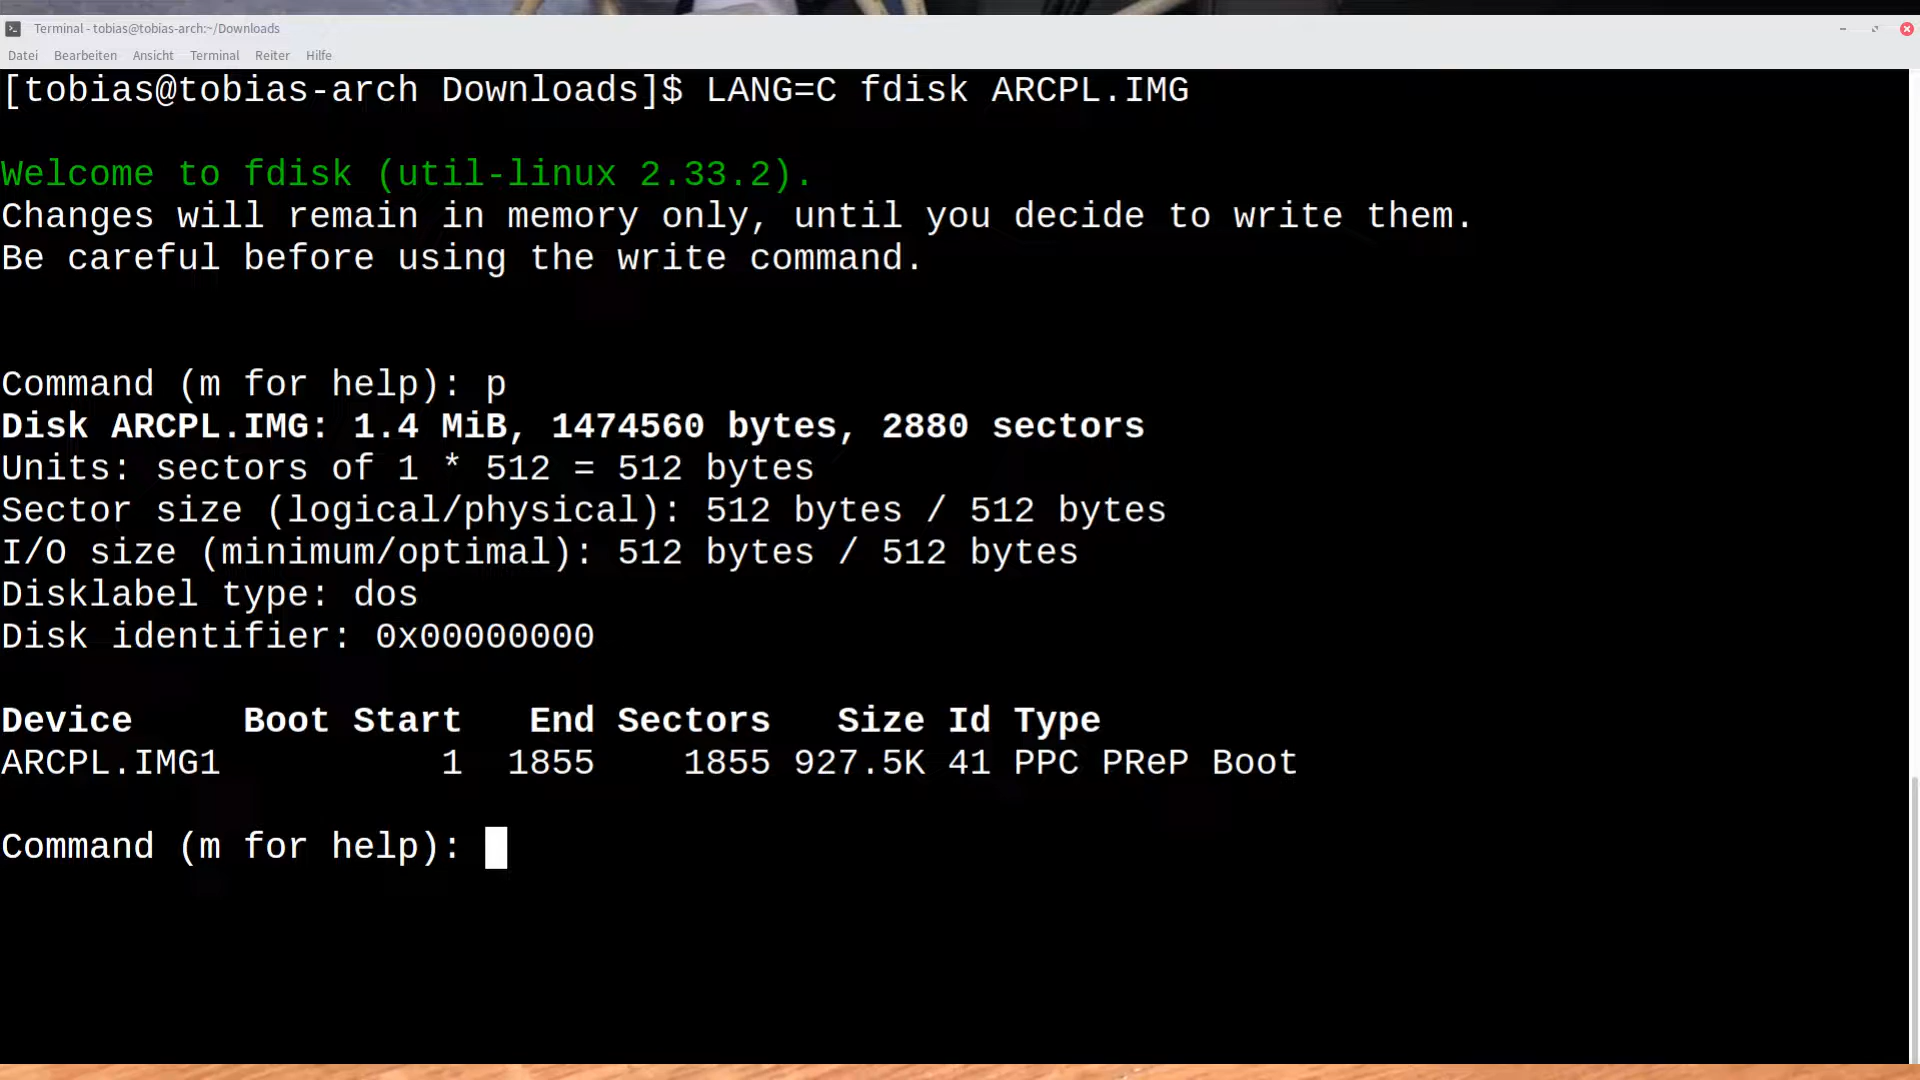 Terminal - tobias@tobias-arch:~/Downloads
Datei Bearbeiten Ansicht Terminal Reiter Hilfe
[tobias@tobias-arch Downloads]$ LANG=C fdisk ARCPL.IMG
Welcome to fdisk (util-linux 2.33.2).
Changes will remain in memory only, until you decide to write them.
Be careful before using the write command.
Command (m for help): p
Disk ARCPL.IMG: 1.4 MiB, 1474560 bytes, 2880 sectors
Units: sectors of 1 * 512 = 512 bytes
Sector size (logical/physical): 512 bytes / 512 bytes
I/O size (minimum/optimal): 512 bytes / 512 bytes
Disklabel type: dos
Disk identifier: 0x00000000
Device     Boot Start   End Sectors   Size Id Type
ARCPL.IMG1          1  1855    1855 927.5K 41 PPC PReP Boot
Command (m for help):